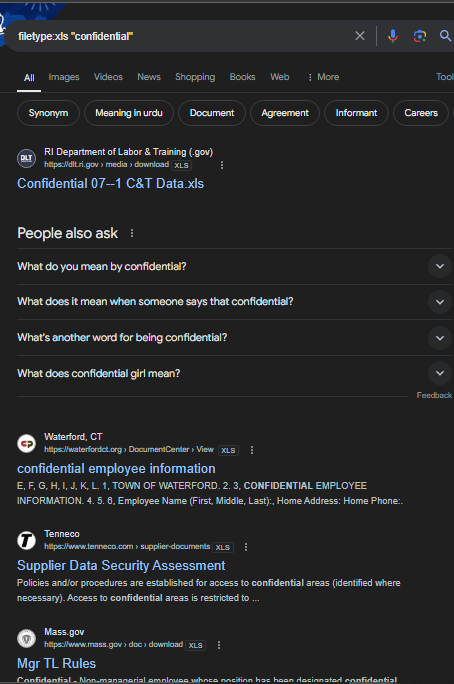 filetype:xls "confidential"
All Images Videos News Shopping Books Web More Tool
Synonym Meaning in urdu Document Agreement Informant Careers
DLT
RI Department of Labor & Training (.gov)
https://dlt.ri.gov › media › download XLS
Confidential 07--1 C&T Data.xls
People also ask
What do you mean by confidential?
What does it mean when someone says that confidential?
What's another word for being confidential?
What does confidential girl mean?
Feedback
Waterford, CT
https://waterfordct.org › DocumentCenter › View XLS
confidential employee information
E, F, G, H, I, J, K, L. 1, TOWN OF WATERFORD. 2. 3, CONFIDENTIAL EMPLOYEE
INFORMATION. 4. 5. 6, Employee Name (First, Middle, Last):, Home Address: Home Phone:.
Tenneco
https://www.tenneco.com › supplier-documents XLS
Supplier Data Security Assessment
Policies and/or procedures are established for access to confidential areas (identified where
necessary). Access to confidential areas is restricted to ...
Mass.gov
https://www.mass.gov › doc › download XLS
Mgr TL Rules
Confidential - Non-managerial employee whose position has been designated confidential